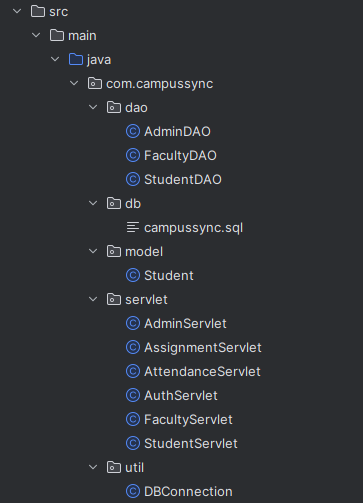 src
main
java
com.campussync
dao
AdminDAO
FacultyDAO
StudentDAO
db
campussync.sql
model
Student
servlet
AdminServlet
AssignmentServlet
AttendanceServlet
AuthServlet
FacultyServlet
StudentServlet
util
DBConnection